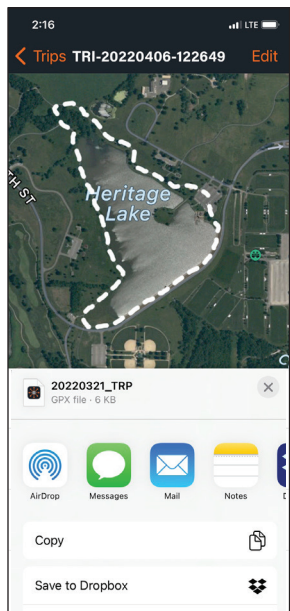 2:16
LTE
Trips TRI-20220406-122649 Edit
TH ST
Heritage
Lake
20220321_TRP
GPX file · 6 KB
AirDrop Messages Mail Notes
Copy
Save to Dropbox